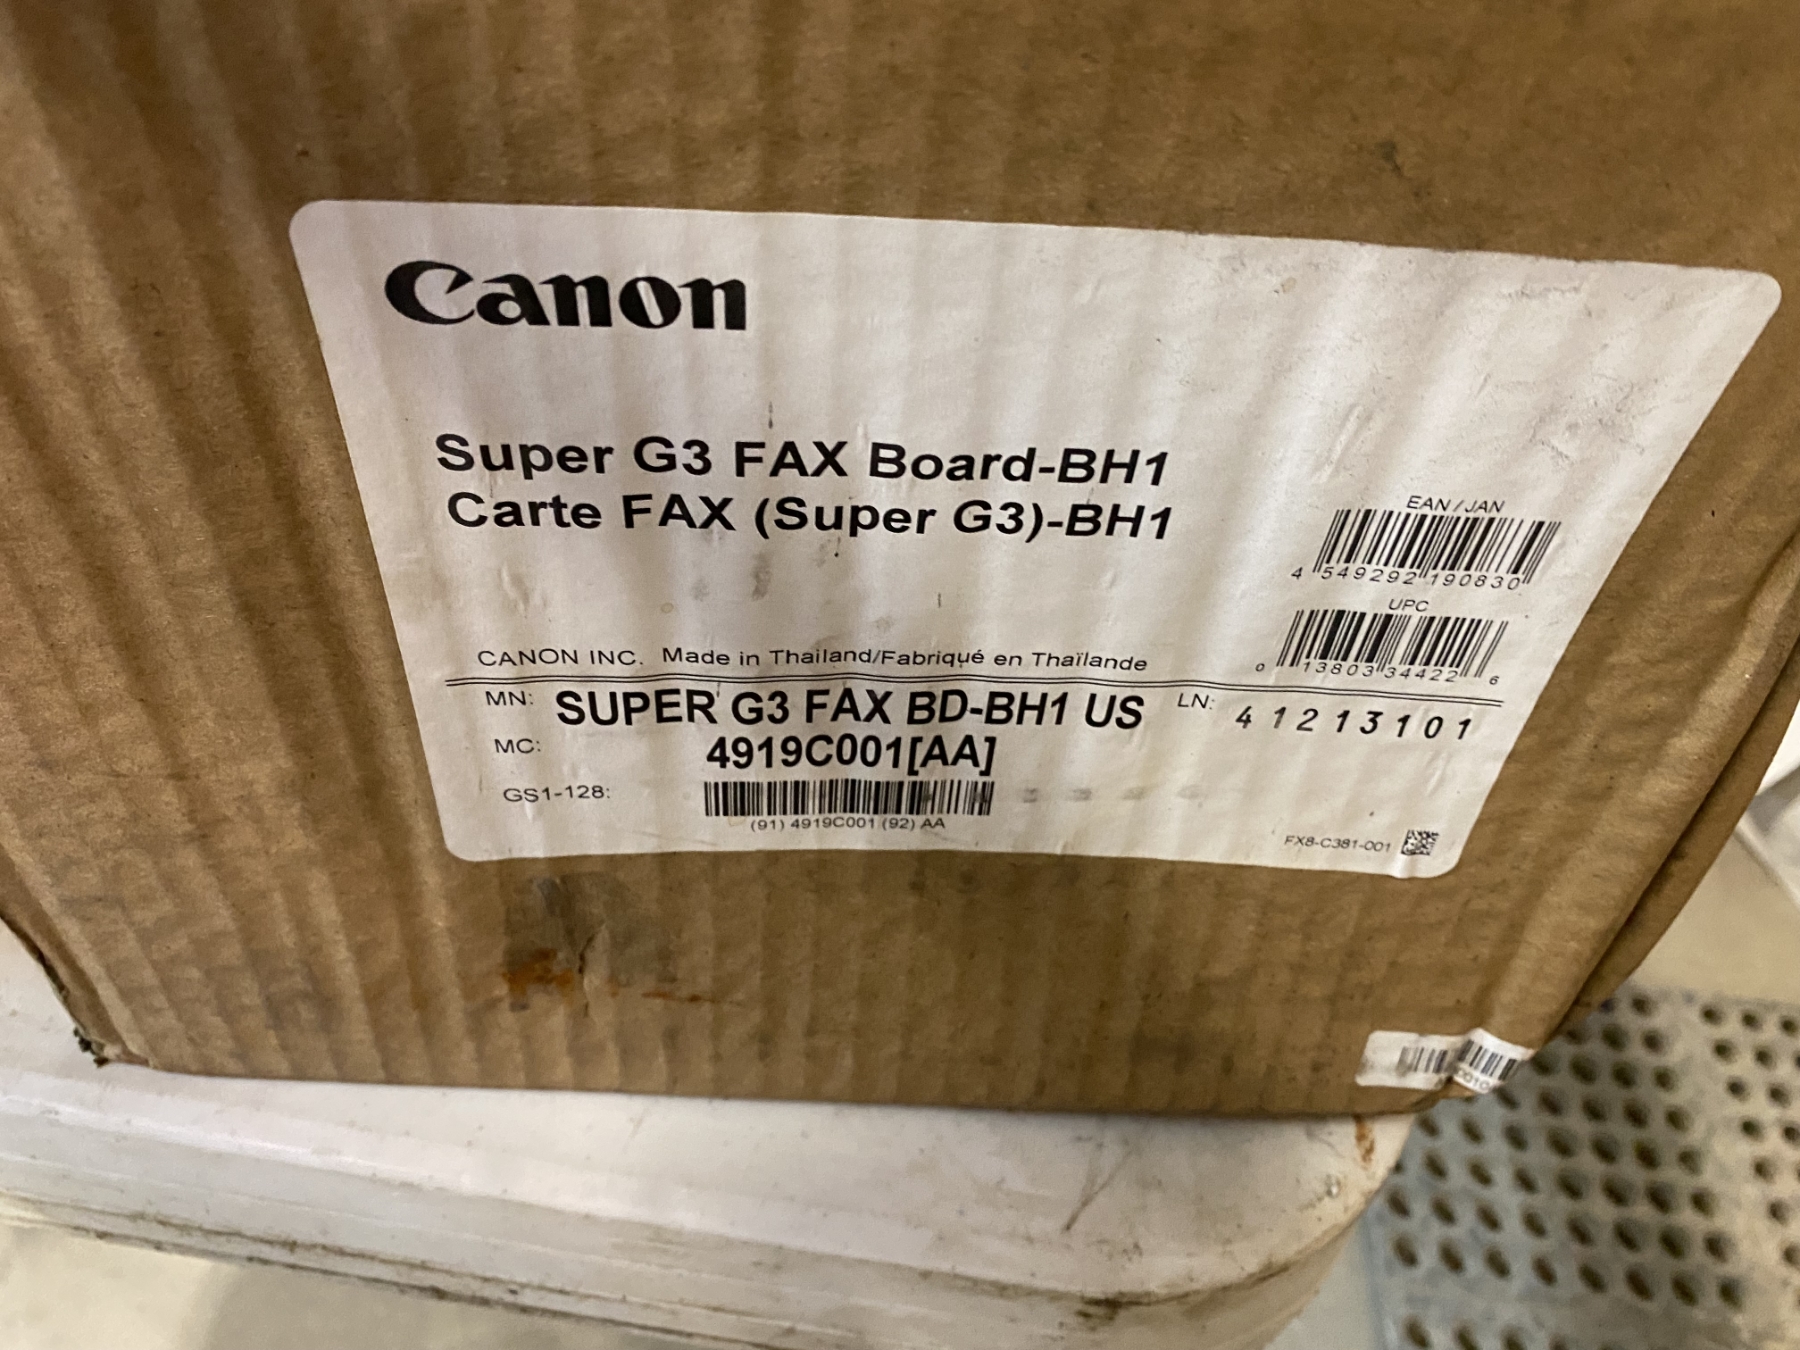 Canon
Super G3 FAX Board-BH1
Carte FAX (Super G3)-BH1
EAN/JAN
4 549292 190830
UPC
0 13803 34422 6
CANON INC. Made in Thailand/Fabriqué en Thaïlande
MN: SUPER G3 FAX BD-BH1 US LN: 41213101
MC: 4919C001[AA]
GS1-128:
(91) 4919C001 (92) AA
FX8-C381-001